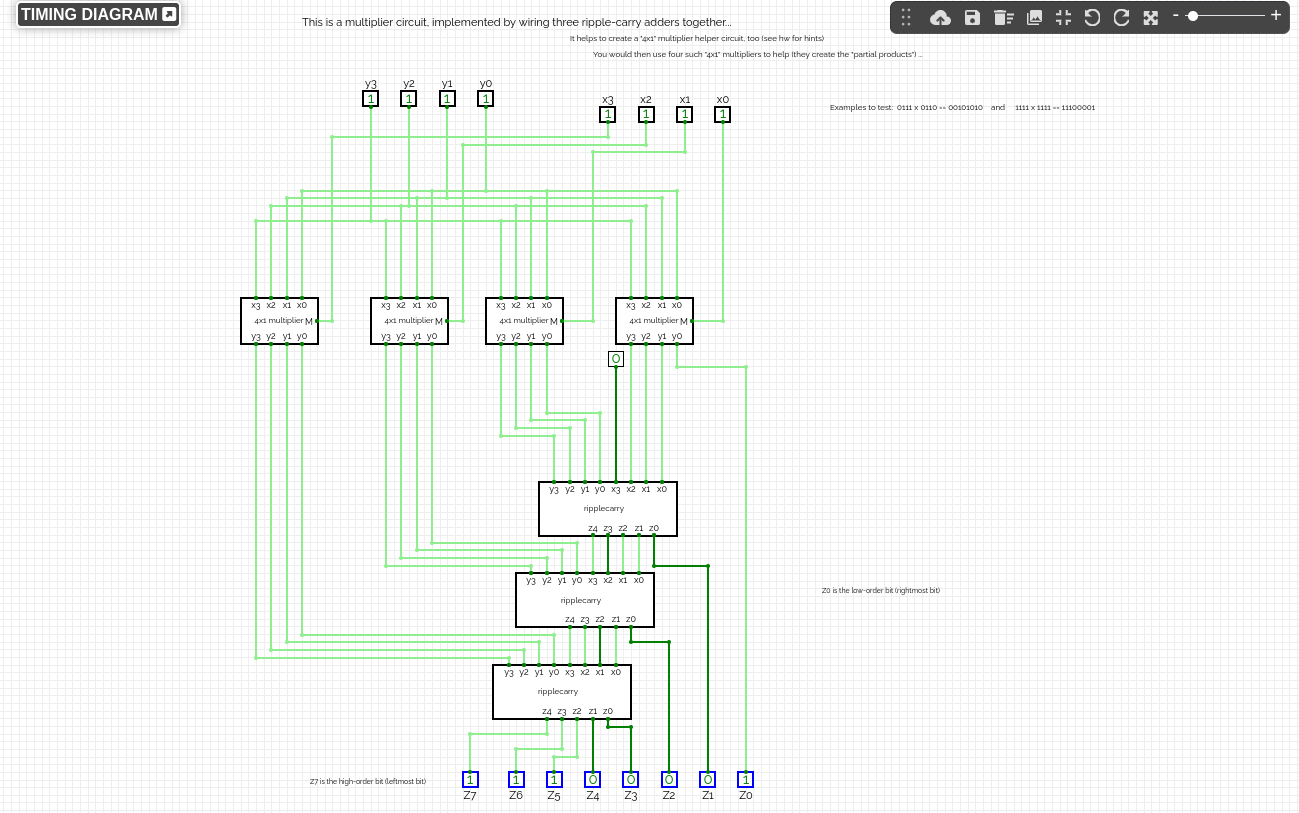 TIMING DIAGRAM
- +
This is a multiplier circuit, implemented by wiring three ripple-carry adders together...
It helps to create a "4x1" multiplier helper circuit, too (see hw for hints)
You would then use four such "4x1" multipliers to help (they create the "partial products") ...
y3 y2 y1 y0
1 1 1 1
x3 x2 x1 x0
1 1 1 1
Examples to test: 0111 x 0110 == 00101010 and 1111 x 1111 == 11100001
x3 x2 x1 x0 x3 x2 x1 x0 x3 x2 x1 x0 x3 x2 x1 x0
4x1 multiplier M 4x1 multiplier M 4x1 multiplier M 4x1 multiplier M
y3 y2 y1 y0 y3 y2 y1 y0 y3 y2 y1 y0 y3 y2 y1 y0
0
y3 y2 y1 y0 x3 x2 x1 x0
ripplecarry
z4 z3 z2 z1 z0
y3 y2 y1 y0 x3 x2 x1 x0
ripplecarry
z4 z3 z2 z1 z0
Z0 is the low-order bit (rightmost bit)
y3 y2 y1 y0 x3 x2 x1 x0
ripplecarry
z4 z3 z2 z1 z0
Z7 is the high-order bit (leftmost bit)
1 1 1 0 0 0 0 1
Z7 Z6 Z5 Z4 Z3 Z2 Z1 Z0